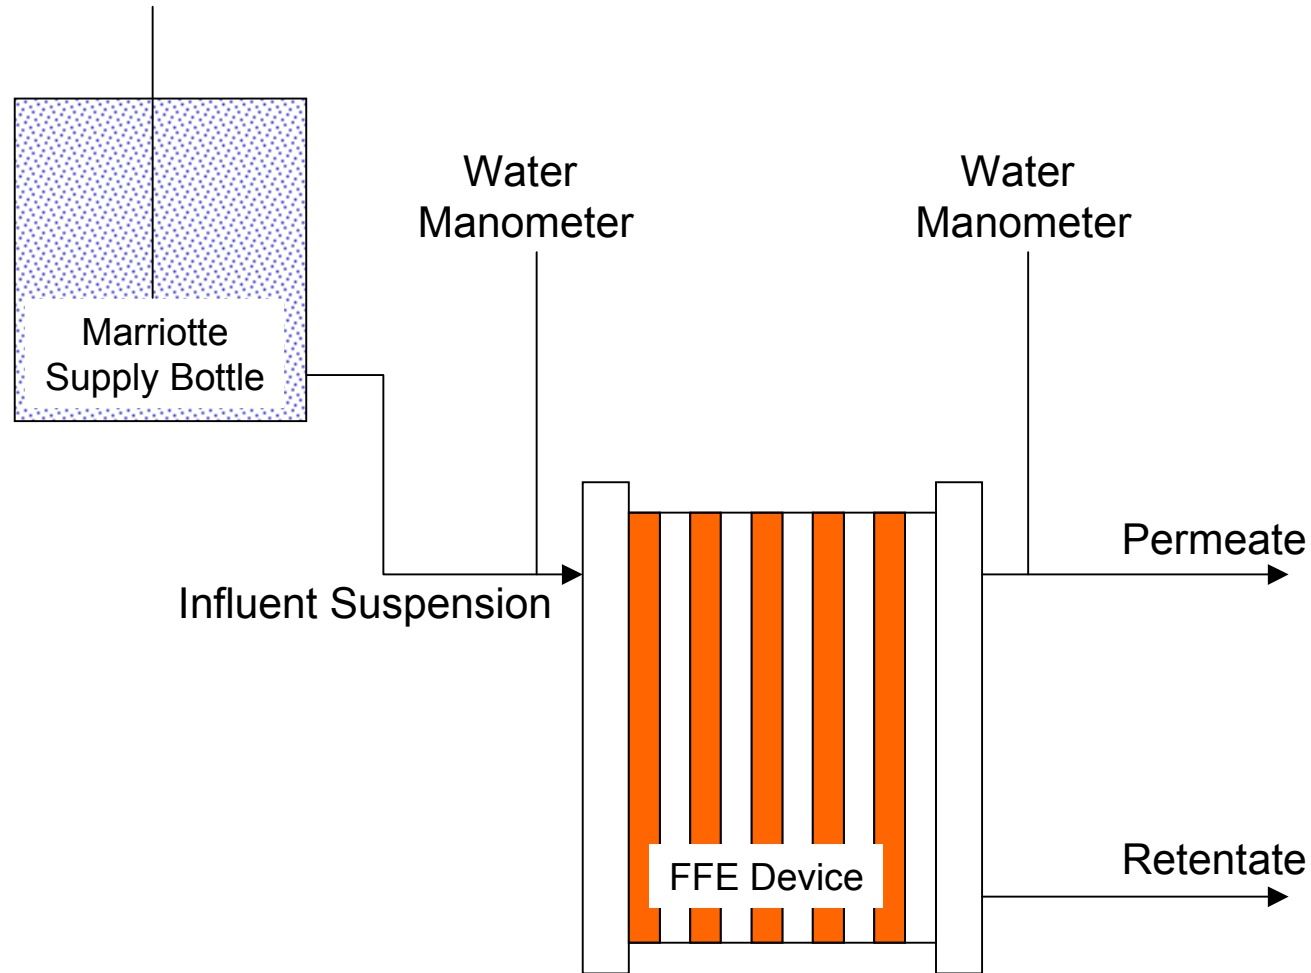 Water
Manometer
Water
Manometer
Marriotte
Supply Bottle
Permeate
Influent Suspension
Retentate
FFE Device